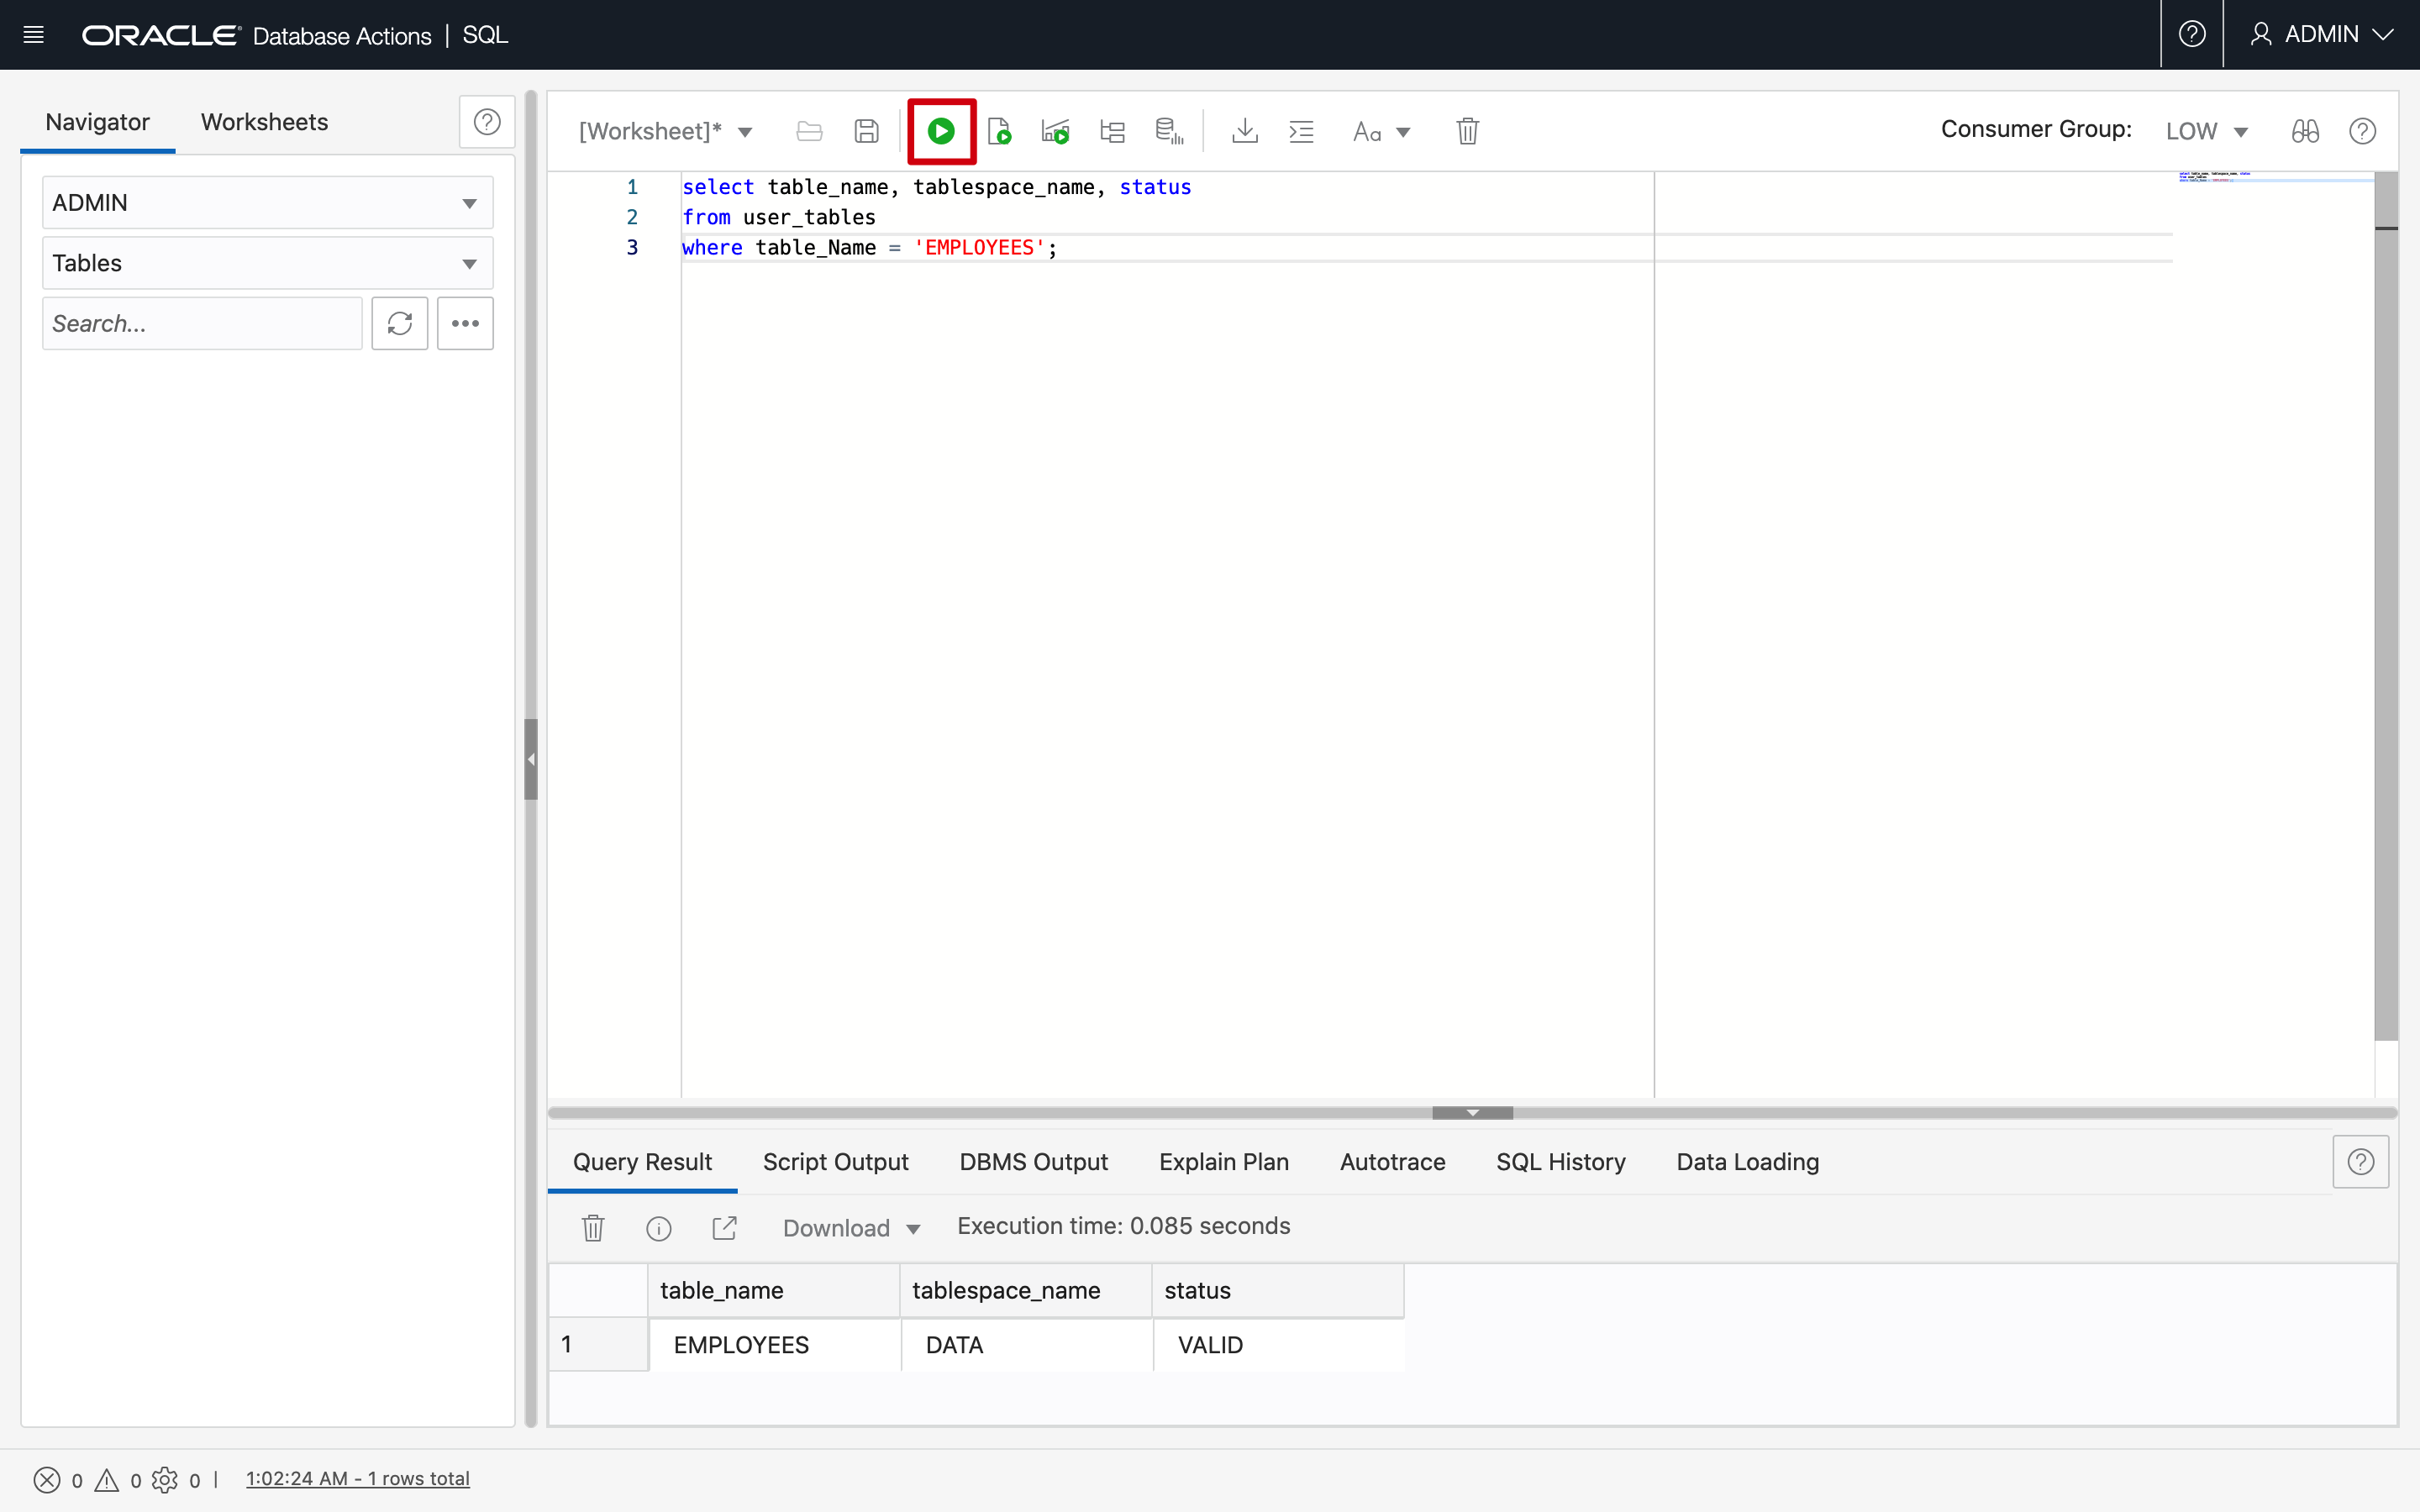 ORACLE Database Actions | SQL
ADMIN
Navigator Worksheets
ADMIN
Tables
Search...
[Worksheet]*
Aa
Consumer Group: LOW
1 select table_name, tablespace_name, status
2 from user_tables
3 where table_Name = 'EMPLOYEES';
Query Result Script Output DBMS Output Explain Plan Autotrace SQL History Data Loading
Download Execution time: 0.085 seconds
table_name tablespace_name status
1 EMPLOYEES DATA VALID
0 0 0 | 1:02:24 AM - 1 rows total